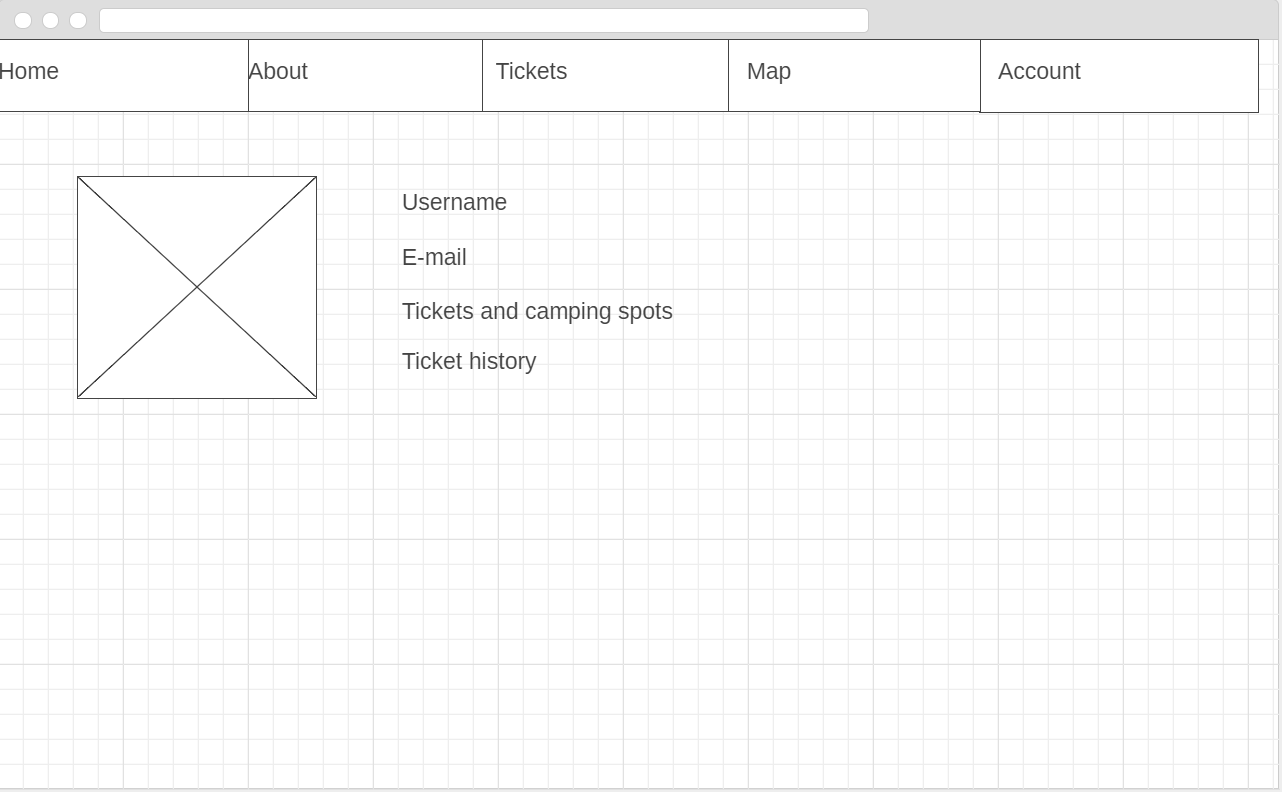 Home About Tickets Map Account
Username
E-mail
Tickets and camping spots
Ticket history